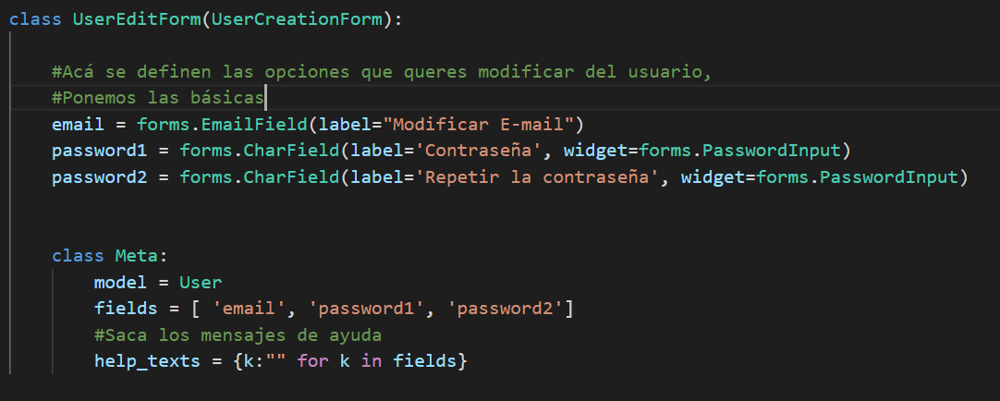 class UserEditForm(UserCreationForm):
#Acá se definen las opciones que queres modificar del usuario,
#Ponemos las básicas
email = forms.EmailField(label="Modificar E-mail")
password1 = forms.CharField(label='Contraseña', widget=forms.PasswordInput)
password2 = forms.CharField(label='Repetir la contraseña', widget=forms.PasswordInput)
class Meta:
model = User
fields = [ 'email', 'password1', 'password2']
#Saca los mensajes de ayuda
help_texts = {k:"" for k in fields}